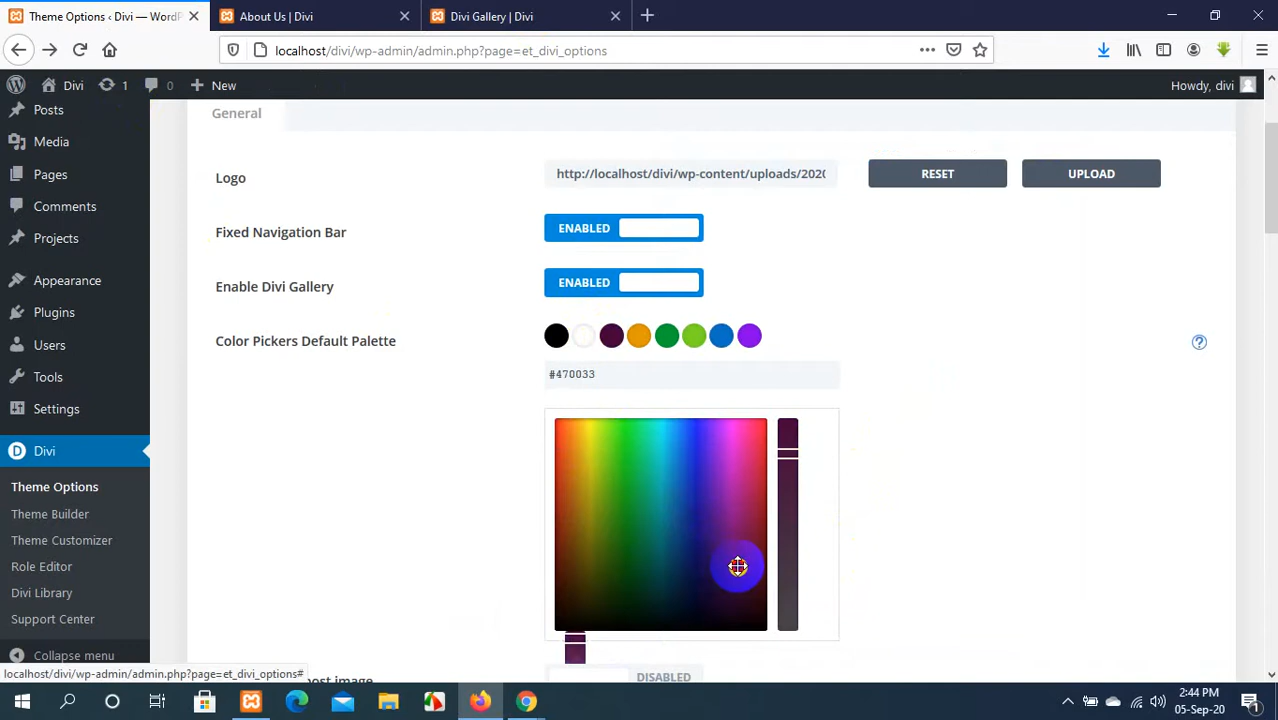 Theme Options ‹ Divi — WordP
About Us | Divi
Divi Gallery | Divi
localhost/divi/wp-admin/admin.php?page=et_divi_options
Divi
1
0
New
Howdy, divi
Posts
Media
Pages
Comments
Projects
Appearance
Plugins
Users
Tools
Settings
Divi
Theme Options
Theme Builder
Theme Customizer
Role Editor
Divi Library
Support Center
Collapse menu
General
Logo
http://localhost/divi/wp-content/uploads/2020
RESET
UPLOAD
Fixed Navigation Bar
ENABLED
Enable Divi Gallery
ENABLED
Color Pickers Default Palette
#470033
DISABLED
localhost/divi/wp-admin/admin.php?page=et_divi_options#
2:44 PM
05-Sep-20
1